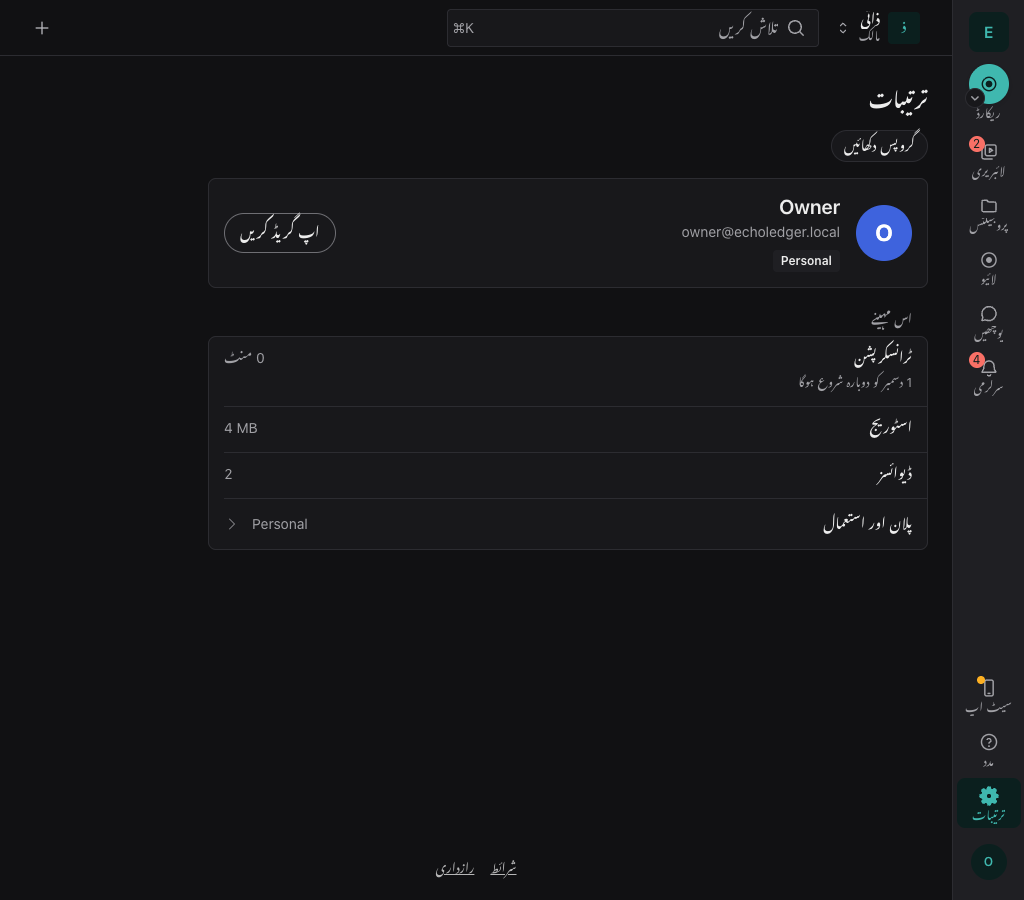 E
ریکارڈ
2
لائبریری
پروجیکٹس
لائیو
پوچھیں
4
سرگرمی
سیٹ اپ
مدد
ترتیبات
O
ذ
ذاتی
مالک
تلاش کریں
⌘K
ترتیبات
گروپس دکھائیں
O
Owner
owner@echoledger.local
Personal
اپ گریڈ کریں
اس مہینے
ٹرانسکرپشن
0 منٹ
1 دسمبر کو دوبارہ شروع ہوگا
اسٹوریج
4 MB
ڈیوائسز
2
پلان اور استعمال
Personal
شرائط
رازداری